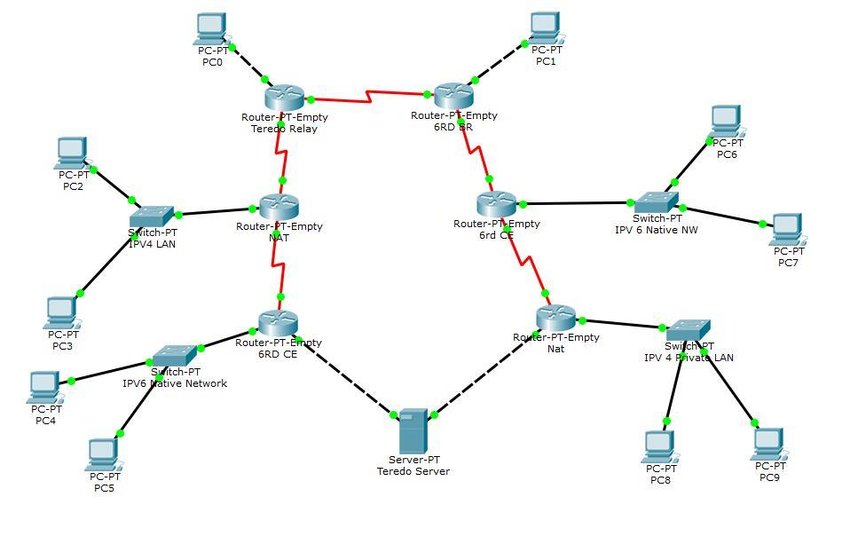 PC-PT
PC0
PC-PT
PC1
Router-PT-Empty
Teredo Relay
Router-PT-Empty
6RD BR
PC-PT
PC6
PC-PT
PC2
Switch-PT
IPV4 LAN
Router-PT-Empty
NAT
Router-PT-Empty
6rd CE
Switch-PT
IPV 6 Native NW
PC-PT
PC7
PC-PT
PC3
Router-PT-Empty
6RD CE
Router-PT-Empty
Nat
Switch-PT
IPV 4 Private LAN
Switch-PT
IPV6 Native Network
PC-PT
PC4
PC-PT
PC5
Server-PT
Teredo Server
PC-PT
PC8
PC-PT
PC9